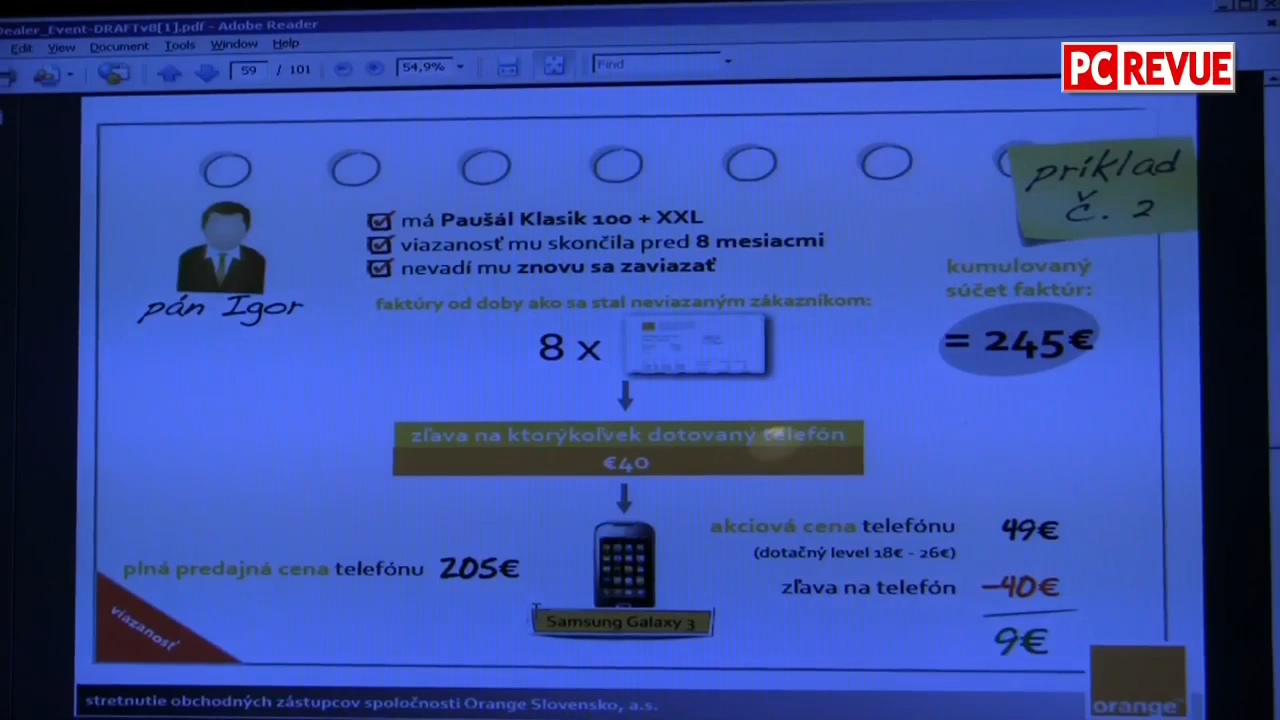 Dealer_Event-DRAFTv8[1].pdf - Adobe Reader
Edit View Document Tools Window Help
59 / 101 54,9% Find
PC REVUE
príklad
č. 2
má Paušál Klasik 100 + XXL
viazanosť mu skončila pred 8 mesiacmi
nevadí mu znovu sa zaviazať
pán Igor
faktúry od doby ako sa stal neviazaným zákazníkom:
kumulovaný
súčet faktúr:
8 x
= 245€
zľava na ktorýkoľvek dotovaný telefón
€40
akciová cena telefónu 49€
(dotačný level 18€ - 26€)
plná predajná cena telefónu 205€
zľava na telefón -40€
Samsung Galaxy 3
9€
viazanosť
stretnutie obchodných zástupcov spoločnosti Orange Slovensko, a.s.
orange™